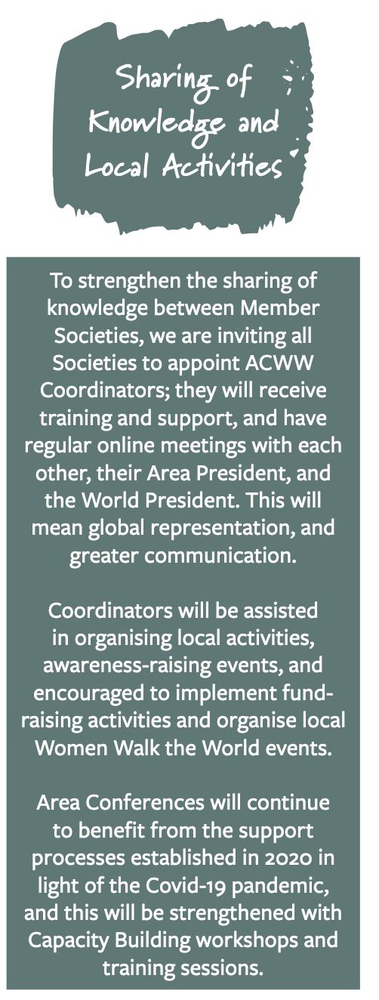 Sharing of
Knowledge and
Local Activities
To strengthen the sharing of
knowledge between Member
Societies, we are inviting all
Societies to appoint ACWW
Coordinators; they will receive
training and support, and have
regular online meetings with each
other, their Area President, and
the World President. This will
mean global representation, and
greater communication.
Coordinators will be assisted
in organising local activities,
awareness-raising events, and
encouraged to implement fund-
raising activities and organise local
Women Walk the World events.
Area Conferences will continue
to benefit from the support
processes established in 2020 in
light of the Covid-19 pandemic,
and this will be strengthened with
Capacity Building workshops and
training sessions.